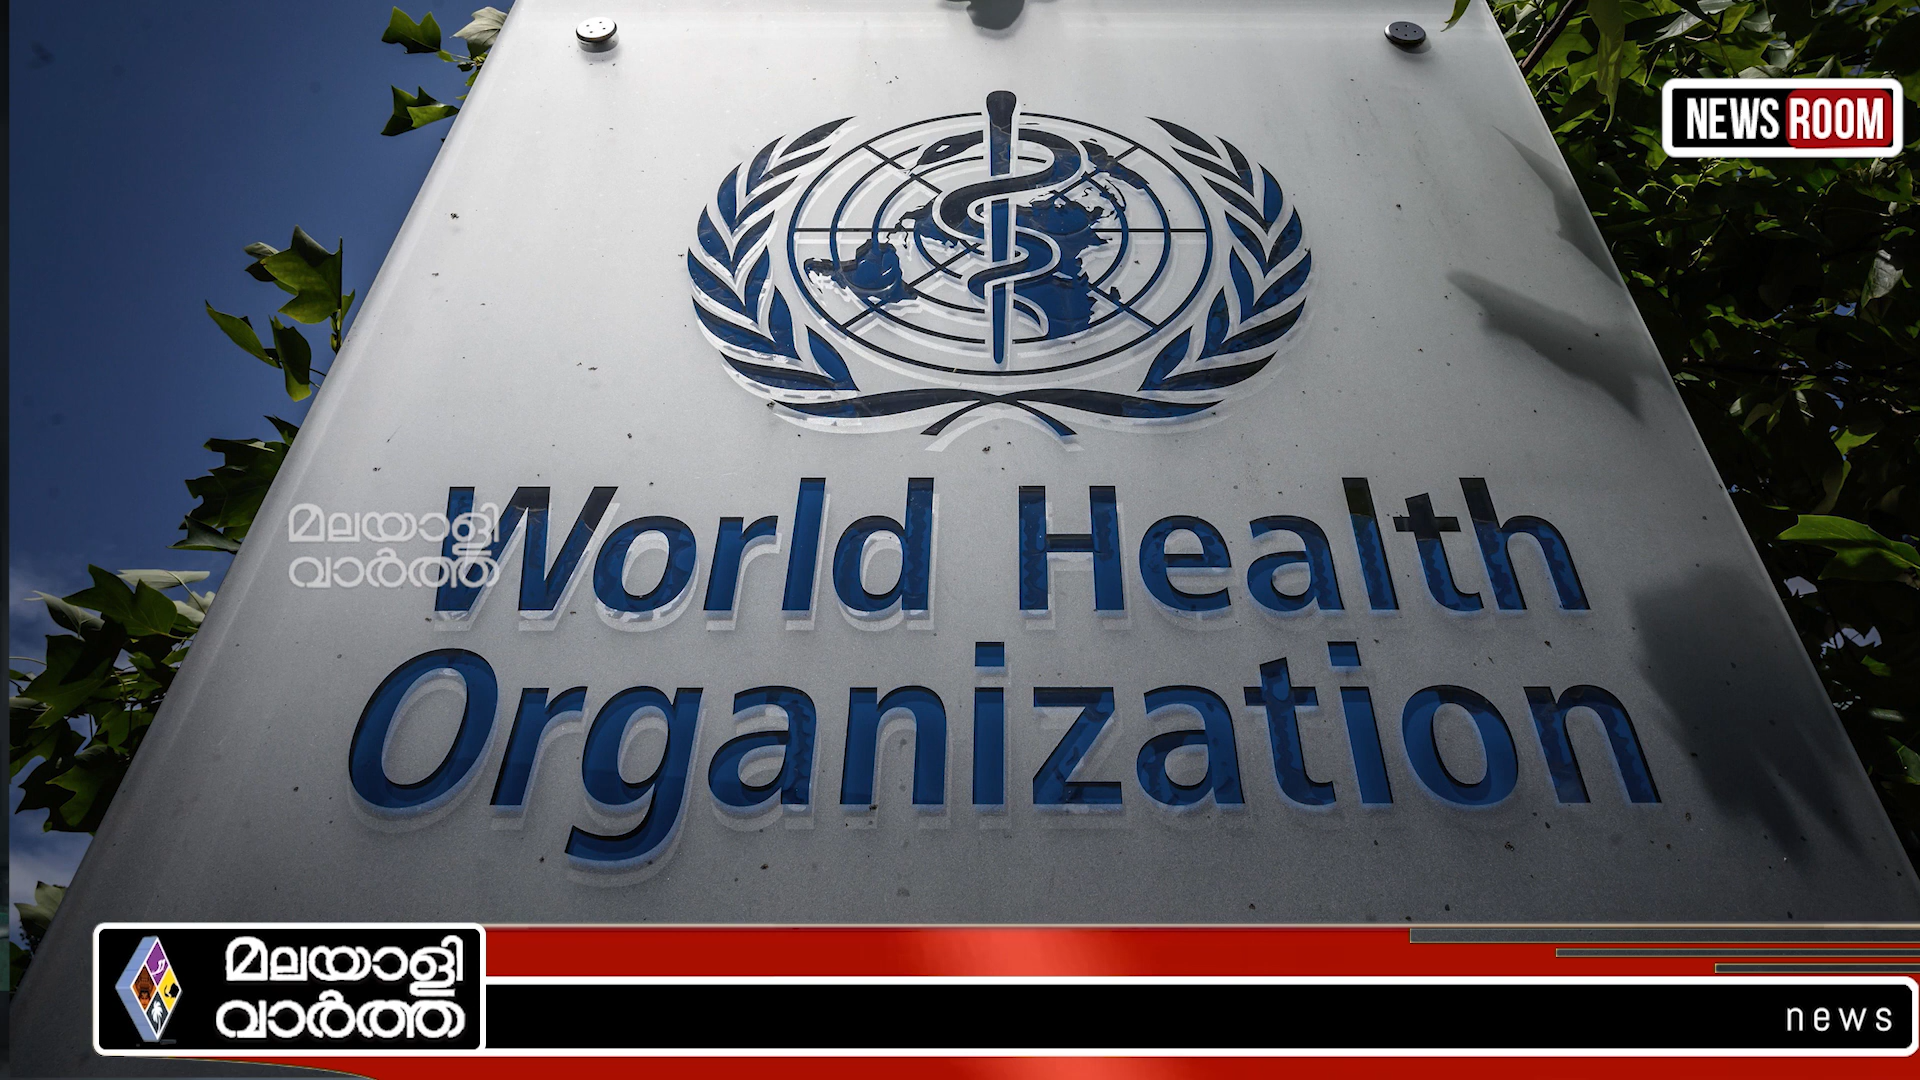 NEWS ROOM
World Health
മലയാളി
വാർത്ത
Organization
മലയാളി
വാർത്ത
news